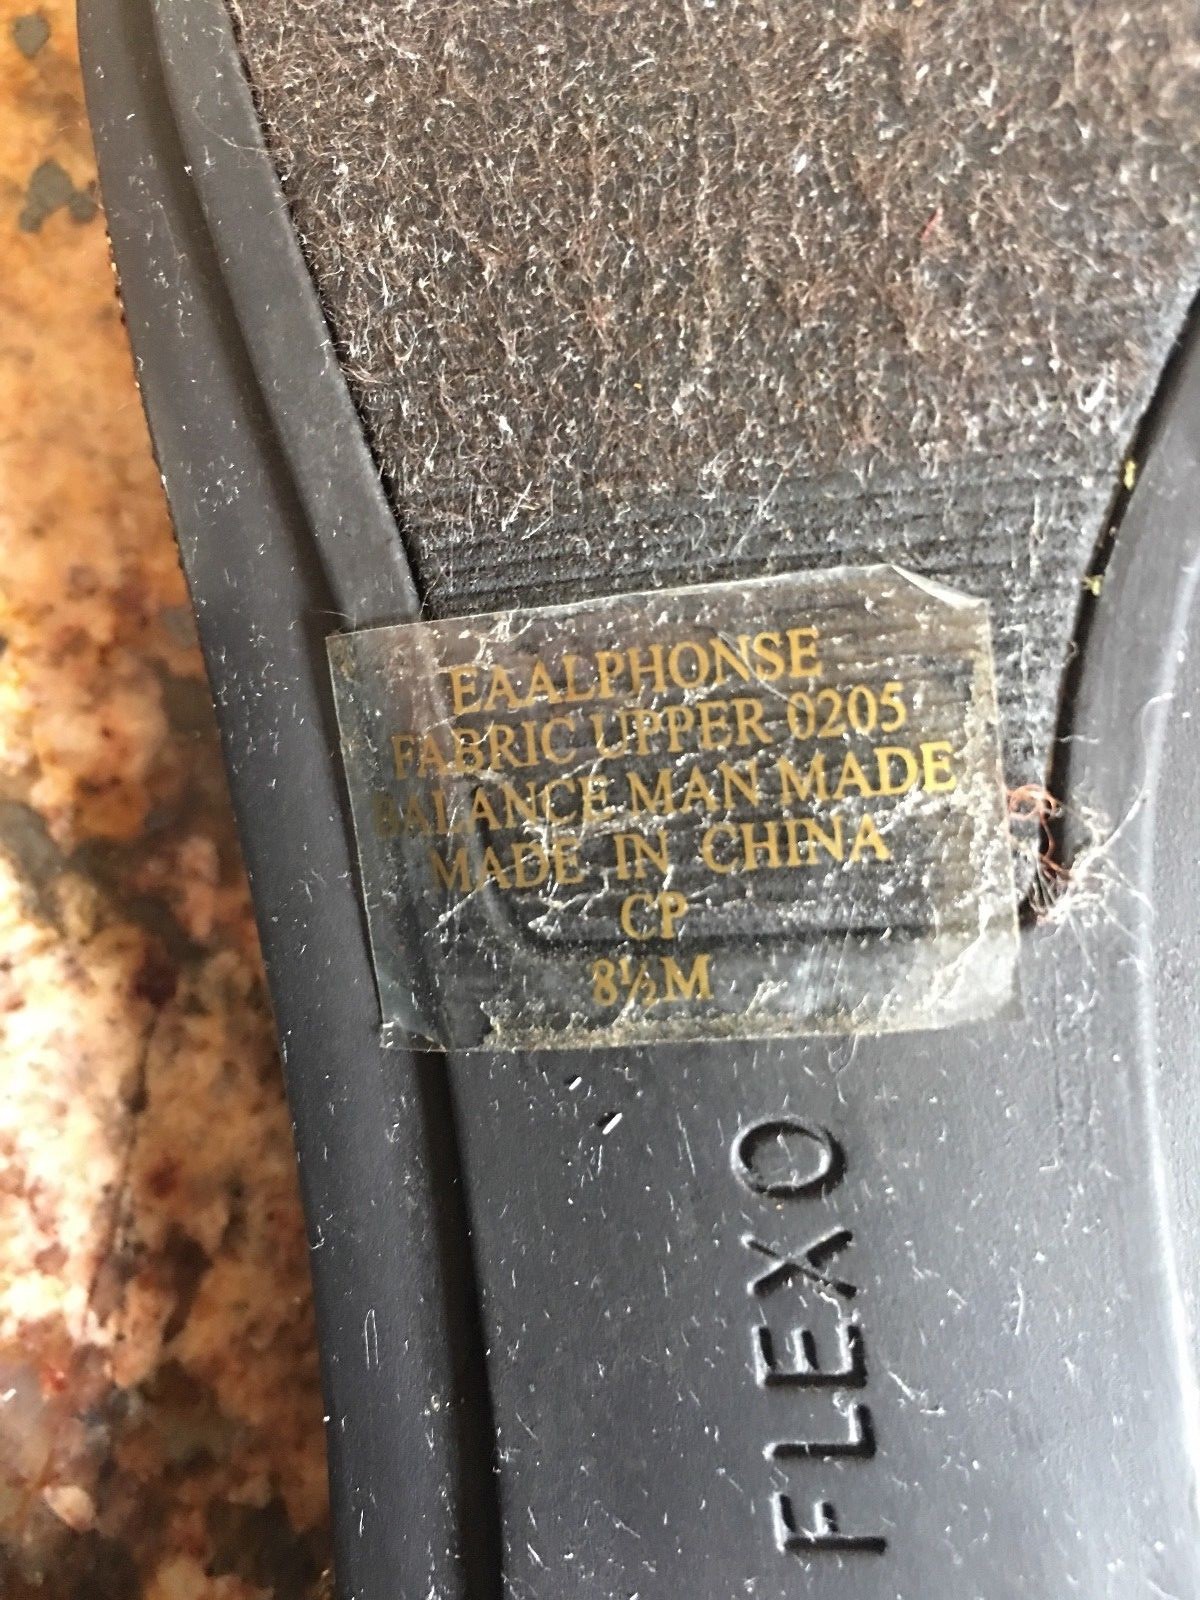 EAALPHONSE
FABRIC UPPER 0205
BALANCE MAN MADE
MADE IN CHINA
CP
8½M
FLEXO